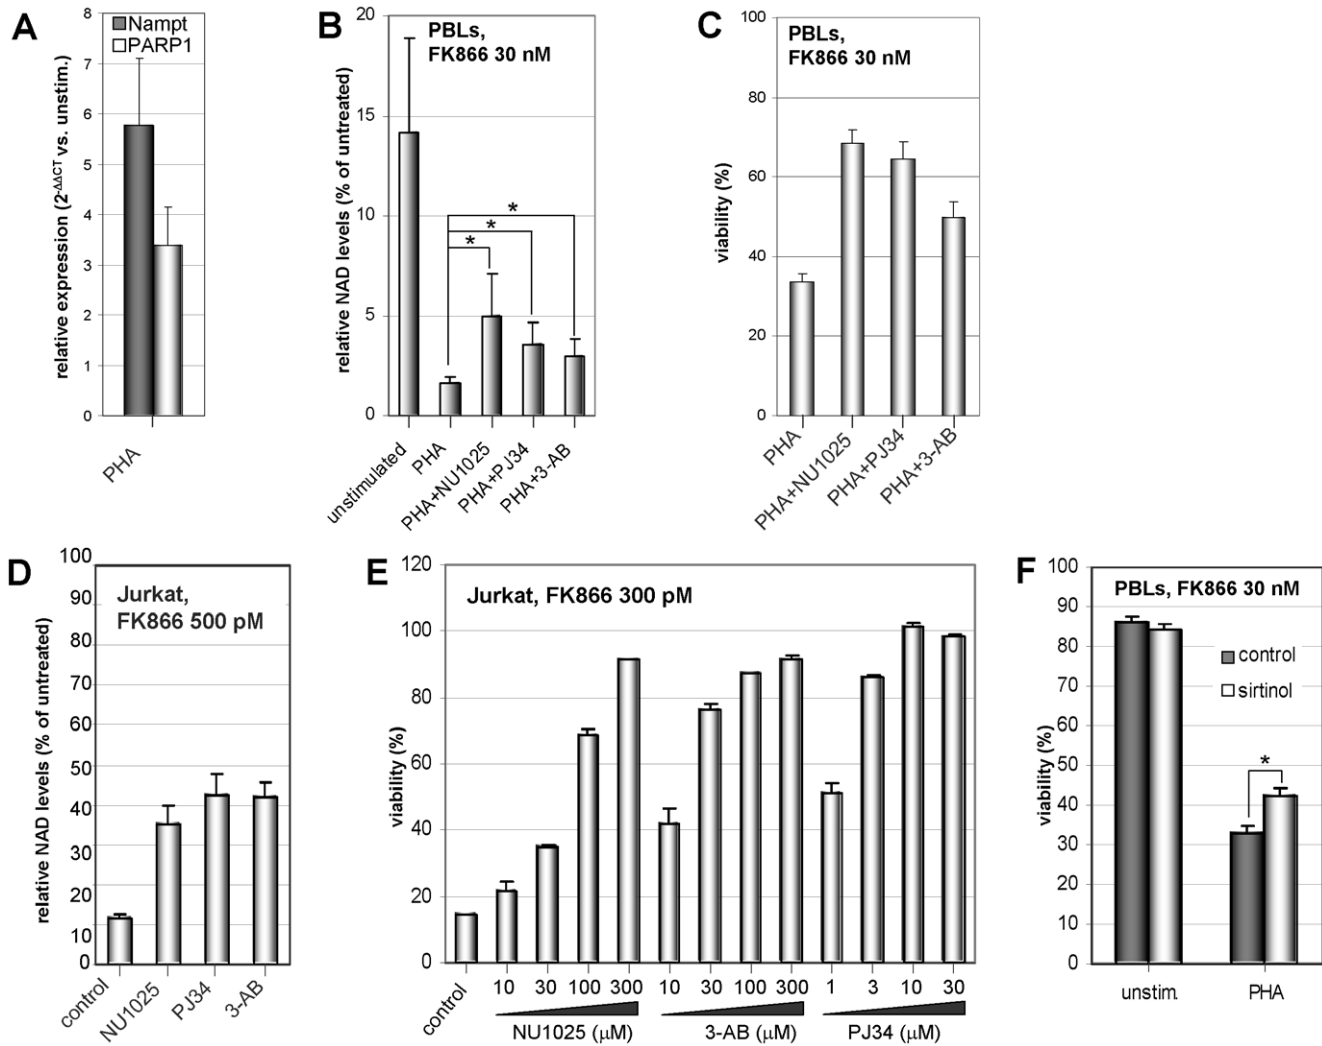 A
relative expression (2-ΔΔCT vs. unstim.)
8
7
6
5
4
3
2
1
0
Nampt
PARP1
PHA
B
relative NAD levels (% of untreated)
20
15
10
5
0
PBLs,
FK866 30 nM
*
*
*
unstimulated
PHA
PHA+NU1025
PHA+PJ34
PHA+3-AB
C
viability (%)
100
80
60
40
20
0
PBLs,
FK866 30 nM
PHA
PHA+NU1025
PHA+PJ34
PHA+3-AB
D
relative NAD levels (% of untreated)
100
90
80
70
60
50
40
30
20
10
0
Jurkat,
FK866 500 pM
control
NU1025
PJ34
3-AB
E
viability (%)
120
100
80
60
40
20
0
Jurkat, FK866 300 pM
control
10 30 100 300 10 30 100 300 1 3 10 30
NU1025 (µM) 3-AB (µM) PJ34 (µM)
F
viability (%)
100
90
80
70
60
50
40
30
20
10
0
PBLs, FK866 30 nM
control
sirtinol
*
unstim. PHA